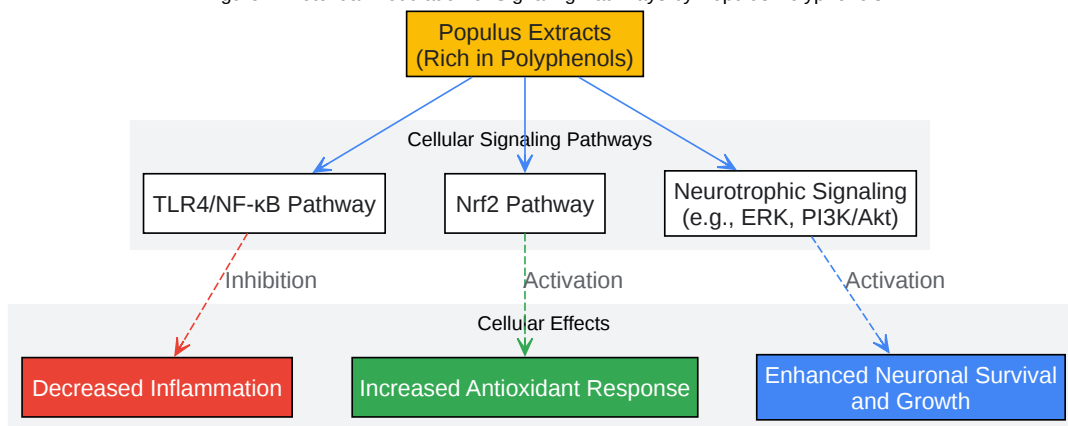 Populus Extracts
(Rich in Polyphenols)
Cellular Signaling Pathways
TLR4/NF-κB Pathway
Nrf2 Pathway
Neurotrophic Signaling
(e.g., ERK, PI3K/Akt)
Inhibition
Activation
Activation
Cellular Effects
Decreased Inflammation
Increased Antioxidant Response
Enhanced Neuronal Survival
and Growth